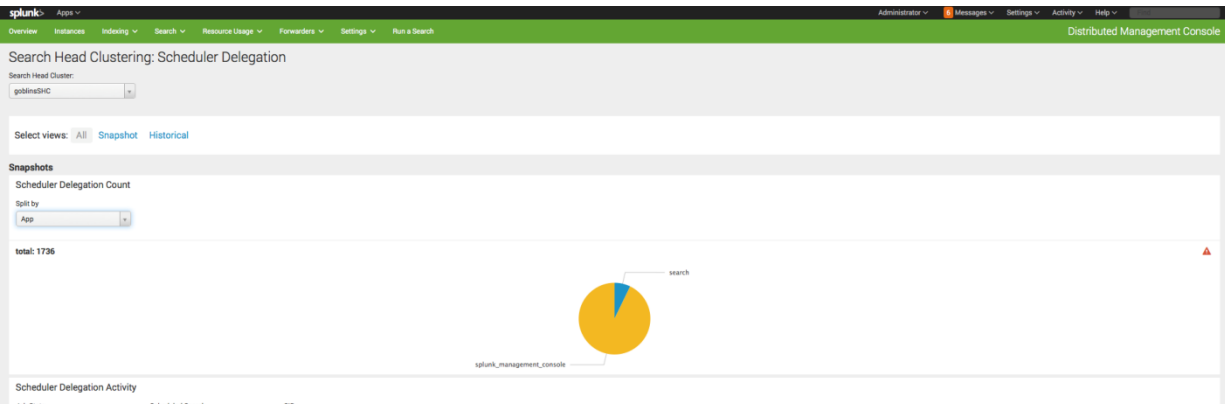 splunk> Apps Administrator 6 Messages Settings Activity Help
Overview Instances Indexing Search Resource Usage Forwarders Settings Run a Search Distributed Management Console
Search Head Clustering: Scheduler Delegation
Search Head Cluster:
goblinsSHC
Select views: All Snapshot Historical
Snapshots
Scheduler Delegation Count
Split by
App
total: 1736
search
splunk_management_console
Scheduler Delegation Activity